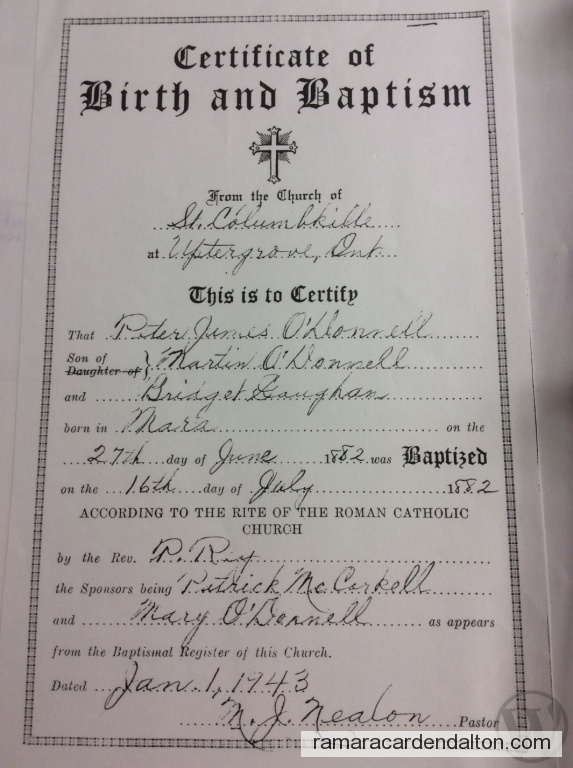 Certificate of
Birth and Baptism
From the Church of
St. Columbkille
at Uptergrove, Ont.
This is to Certify
That Peter James O'Donnell
Son of Martin O'Donnell
Daughter of
and Bridget Gaughan
born in Mara on the
27th day of June 1882 was Baptized
on the 16th day of July 1882
ACCORDING TO THE RITE OF THE ROMAN CATHOLIC
CHURCH
by the Rev. P.
the Sponsors being Patrick McCorkell
and Mary O'Donnell as appears
from the Baptismal Register of this Church.
Dated Jan. 1, 1943
M. J. Nealon Pastor
ramaracardendalton.com